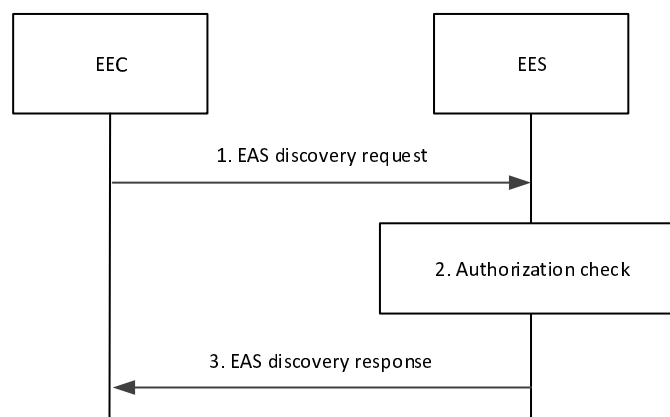 EEC
EES
1. EAS discovery request
2. Authorization check
3. EAS discovery response